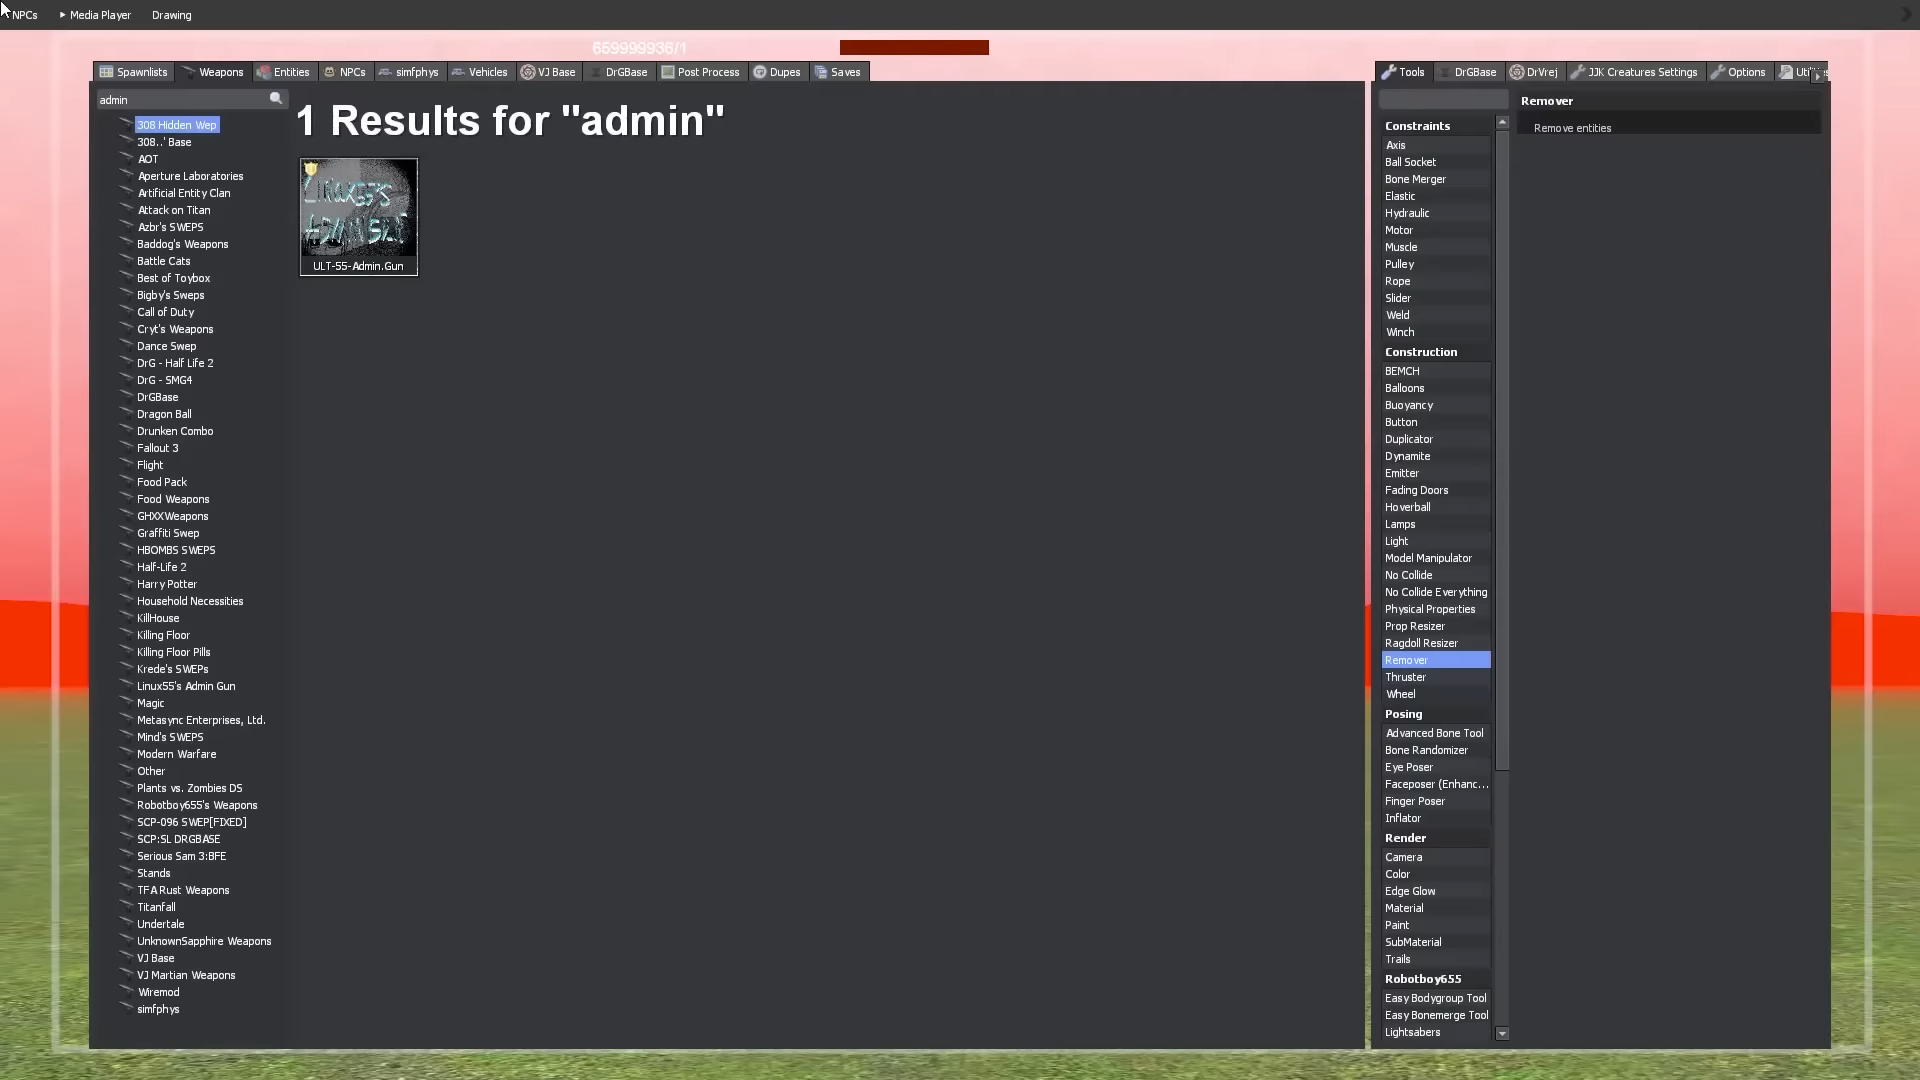 NPCs Media Player Drawing
659999936/1
Spawnlists Weapons Entities NPCs simfphys Vehicles VJ Base DrGBase Post Process Dupes Saves
admin
308 Hidden Wep
308..' Base
AOT
Aperture Laboratories
Artificial Entity Clan
Attack on Titan
Azbr's SWEPS
Baddog's Weapons
Battle Cats
Best of Toybox
Bigby's Sweps
Call of Duty
Cryt's Weapons
Dance Swep
DrG - Half Life 2
DrG - SMG4
DrGBase
Dragon Ball
Drunken Combo
Fallout 3
Flight
Food Pack
Food Weapons
GHXXWeapons
Graffiti Swep
HBOMBS SWEPS
Half-Life 2
Harry Potter
Household Necessities
KillHouse
Killing Floor
Killing Floor Pills
Krede's SWEPs
Linux55's Admin Gun
Magic
Metasync Enterprises, Ltd.
Mind's SWEPS
Modern Warfare
Other
Plants vs. Zombies DS
Robotboy655's Weapons
SCP-096 SWEP[FIXED]
SCP:SL DRGBASE
Serious Sam 3:BFE
Stands
TFA Rust Weapons
Titanfall
Undertale
UnknownSapphire Weapons
VJ Base
VJ Martian Weapons
Wiremod
simfphys
1 Results for "admin"
ULT-55-Admin.Gun
Tools DrGBase DrVrej JJK Creatures Settings Options
Constraints
Axis
Ball Socket
Bone Merger
Elastic
Hydraulic
Motor
Muscle
Pulley
Rope
Slider
Weld
Winch
Construction
BEMCH
Balloons
Buoyancy
Button
Duplicator
Dynamite
Emitter
Fading Doors
Hoverball
Lamps
Light
Model Manipulator
No Collide
No Collide Everything
Physical Properties
Prop Resizer
Ragdoll Resizer
Remover
Thruster
Wheel
Posing
Advanced Bone Tool
Bone Randomizer
Eye Poser
Faceposer (Enhanc...
Finger Poser
Inflator
Render
Camera
Color
Edge Glow
Material
Paint
SubMaterial
Trails
Robotboy655
Easy Bodygroup Tool
Easy Bonemerge Tool
Lightsabers
Remover
Remove entities